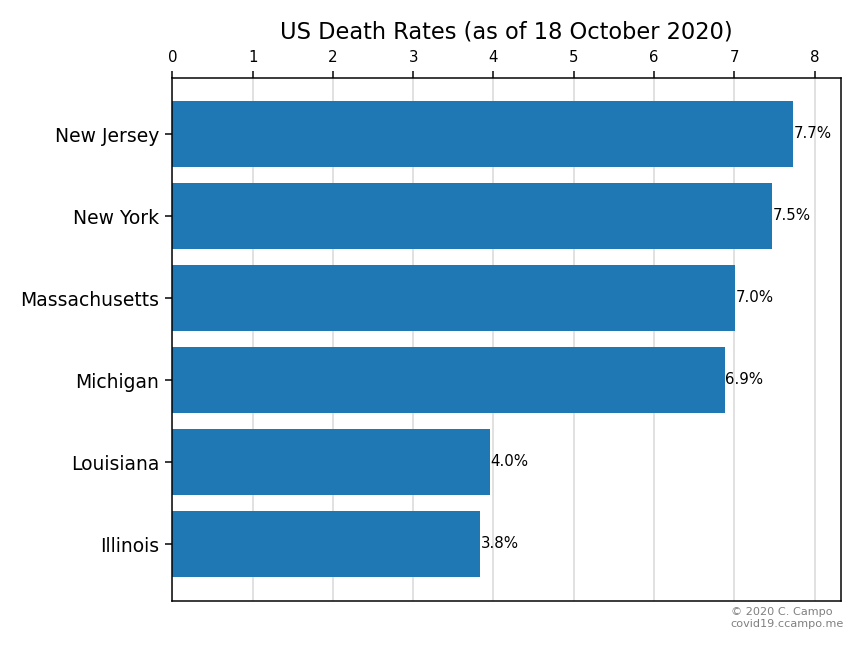 US Death Rates (as of 18 October 2020)
0 1 2 3 4 5 6 7 8
New Jersey 7.7%
New York 7.5%
Massachusetts 7.0%
Michigan 6.9%
Louisiana 4.0%
Illinois 3.8%
© 2020 C. Campo
covid19.ccampo.me